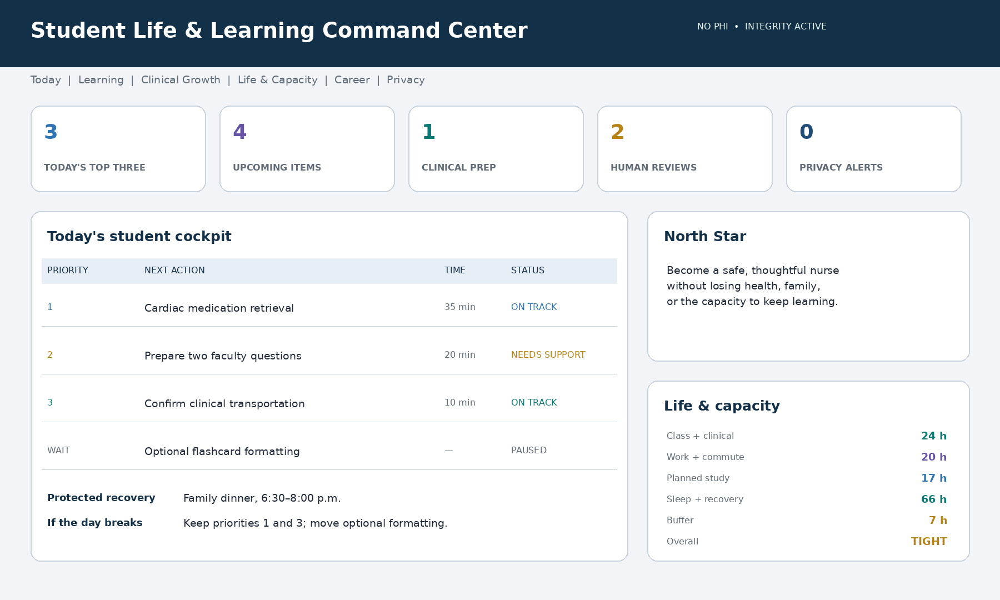 Student Life & Learning Command Center
NO PHI • INTEGRITY ACTIVE
Today | Learning | Clinical Growth | Life & Capacity | Career | Privacy
3
TODAY'S TOP THREE
4
UPCOMING ITEMS
1
CLINICAL PREP
2
HUMAN REVIEWS
0
PRIVACY ALERTS
Today's student cockpit
PRIORITY NEXT ACTION TIME STATUS
1 Cardiac medication retrieval 35 min ON TRACK
2 Prepare two faculty questions 20 min NEEDS SUPPORT
3 Confirm clinical transportation 10 min ON TRACK
WAIT Optional flashcard formatting — PAUSED
Protected recovery Family dinner, 6:30–8:00 p.m.
If the day breaks Keep priorities 1 and 3; move optional formatting.
North Star
Become a safe, thoughtful nurse
without losing health, family,
or the capacity to keep learning.
Life & capacity
Class + clinical 24 h
Work + commute 20 h
Planned study 17 h
Sleep + recovery 66 h
Buffer 7 h
Overall TIGHT